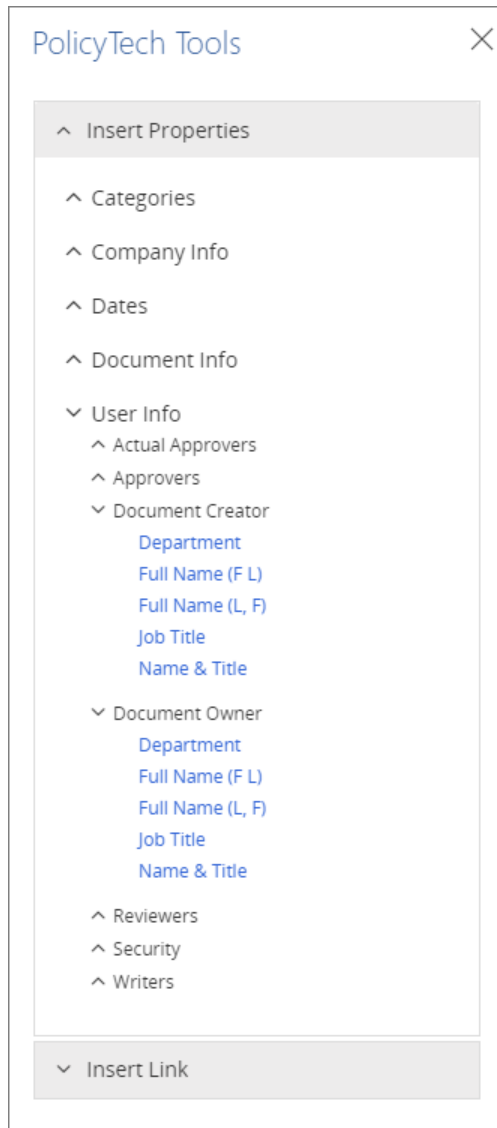 PolicyTech Tools
Insert Properties
Categories
Company Info
Dates
Document Info
User Info
Actual Approvers
Approvers
Document Creator
Department
Full Name (F L)
Full Name (L, F)
Job Title
Name & Title
Document Owner
Department
Full Name (F L)
Full Name (L, F)
Job Title
Name & Title
Reviewers
Security
Writers
Insert Link